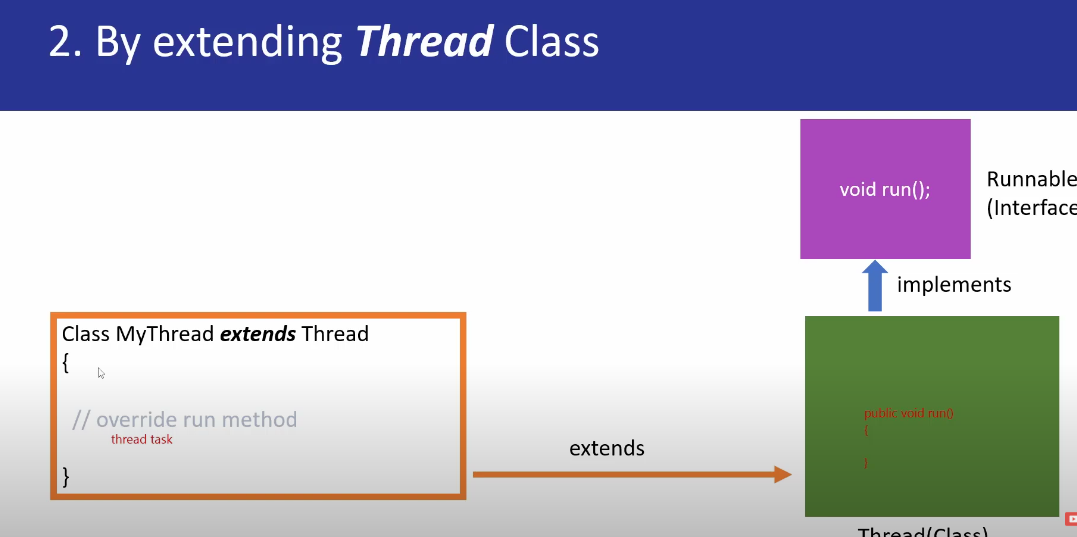 2. By extending Thread Class
void run();
Runnable
(Interface
implements
Class MyThread extends Thread
{
// override run method
thread task
}
extends
public void run()
{
}
Thread(Class)